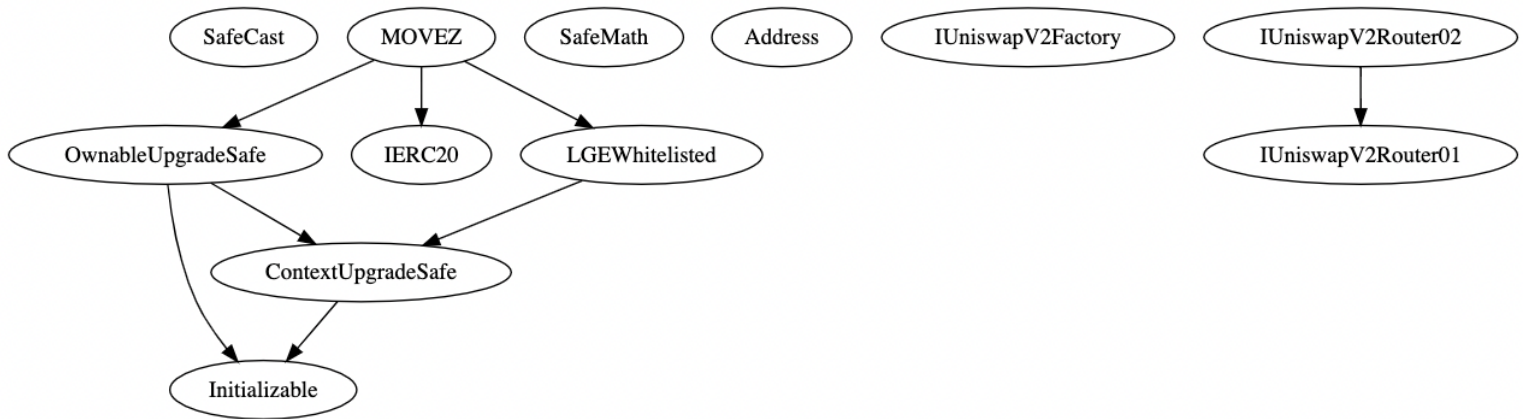 SafeCast
MOVEZ
SafeMath
Address
IUniswapV2Factory
IUniswapV2Router02
OwnableUpgradeSafe
IERC20
LGEWhitelisted
IUniswapV2Router01
ContextUpgradeSafe
Initializable